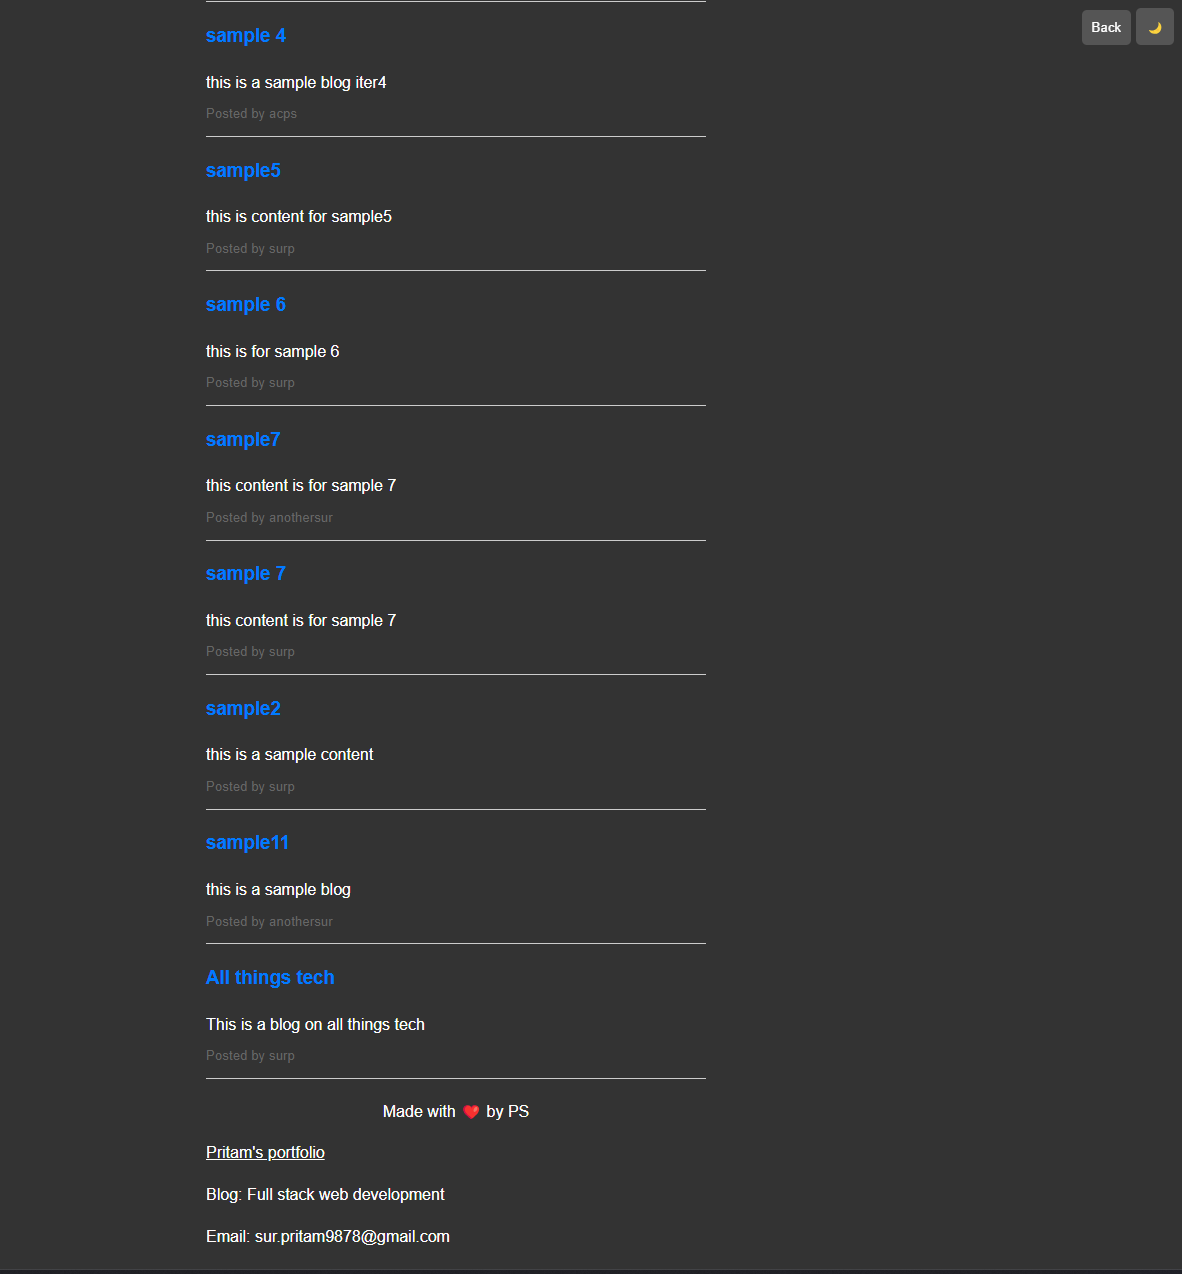 Back
sample 4
this is a sample blog iter4
Posted by acps
sample5
this is content for sample5
Posted by surp
sample 6
this is for sample 6
Posted by surp
sample7
this content is for sample 7
Posted by anothersur
sample 7
this content is for sample 7
Posted by surp
sample2
this is a sample content
Posted by surp
sample11
this is a sample blog
Posted by anothersur
All things tech
This is a blog on all things tech
Posted by surp
Made with ❤️ by PS
Pritam's portfolio
Blog: Full stack web development
Email: sur.pritam9878@gmail.com